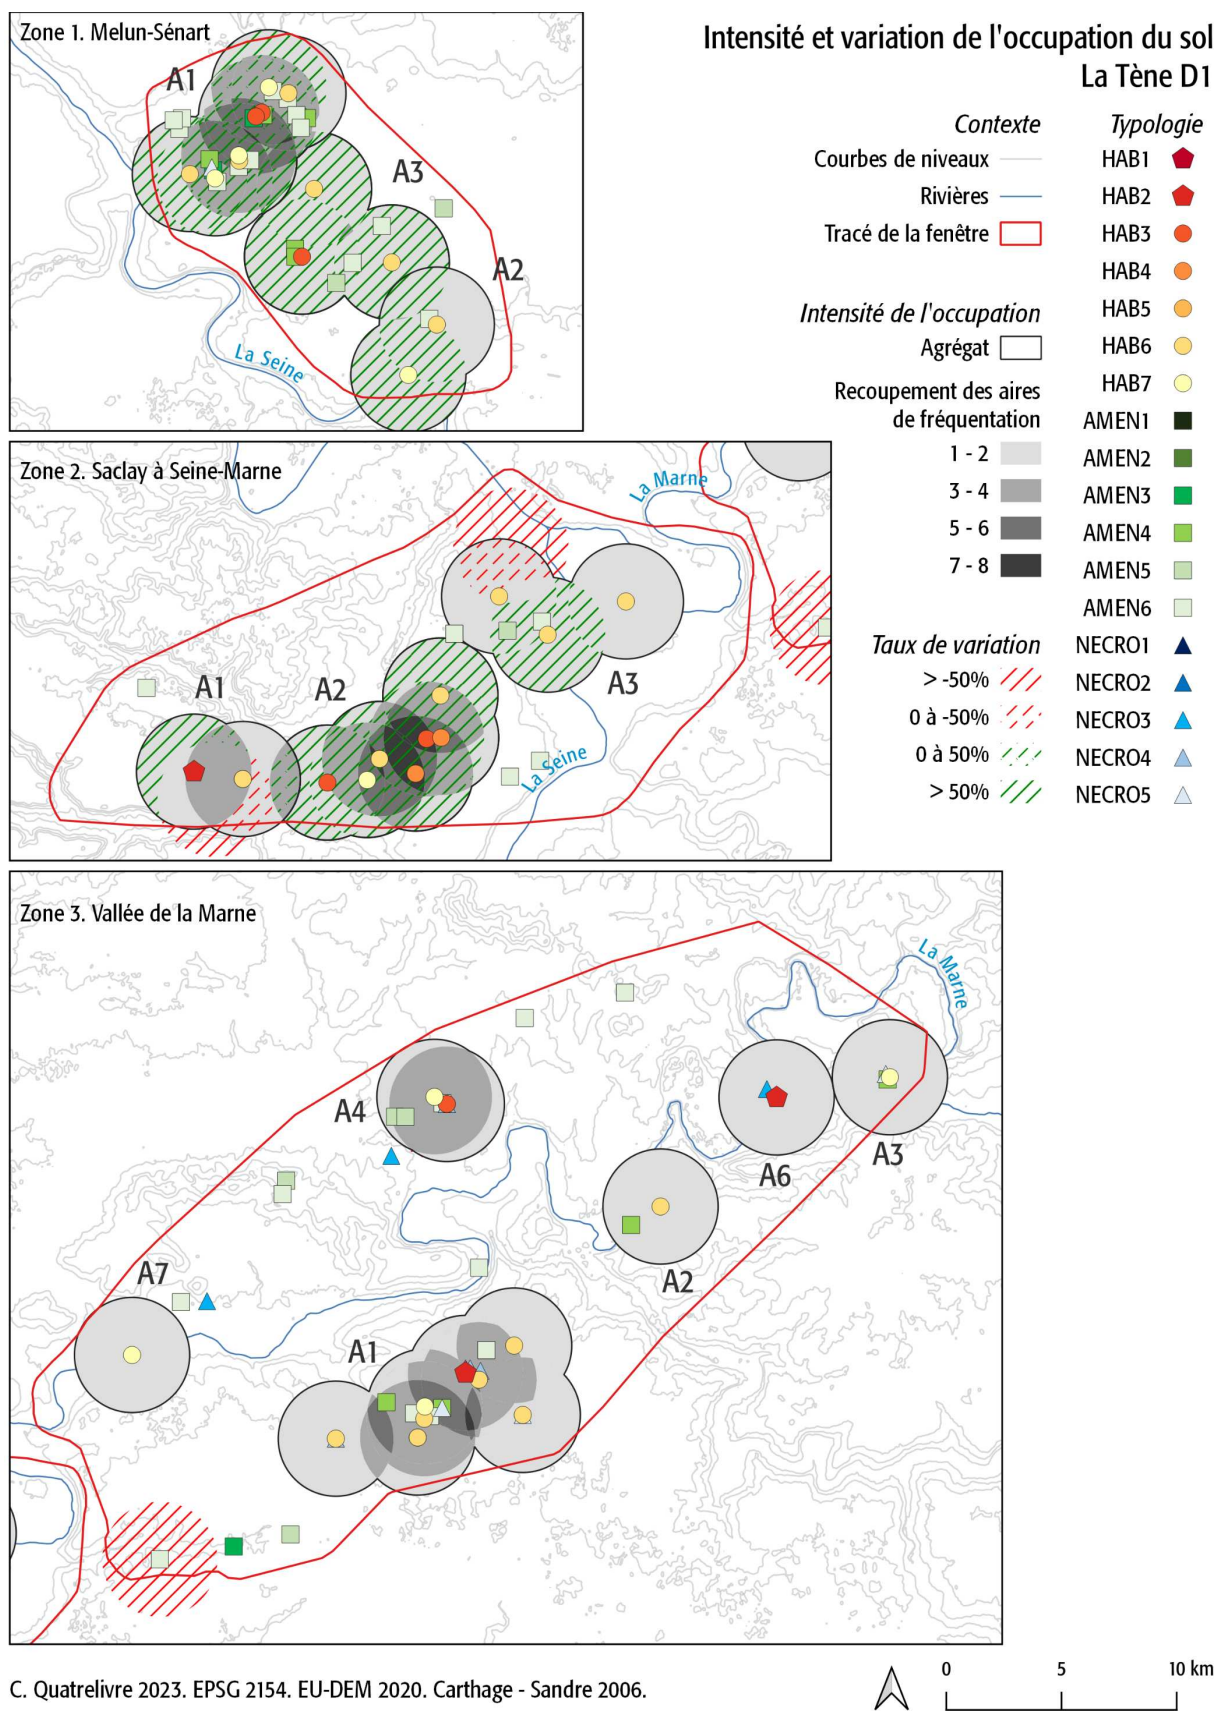 Intensité et variation de l'occupation du sol
La Tène D1
Contexte
Courbes de niveaux
Rivières
Tracé de la fenêtre
Intensité de l'occupation
Agrégat
Recoupement des aires
de fréquentation
1 - 2
3 - 4
5 - 6
7 - 8
Taux de variation
> -50%
0 à -50%
0 à 50%
> 50%
Typologie
HAB1
HAB2
HAB3
HAB4
HAB5
HAB6
HAB7
AMEN1
AMEN2
AMEN3
AMEN4
AMEN5
AMEN6
NECRO1
NECRO2
NECRO3
NECRO4
NECRO5
Zone 1. Melun-Sénart
A1
A3
A2
La Seine
Zone 2. Saclay à Seine-Marne
La Marne
A1
A2
A3
La Seine
Zone 3. Vallée de la Marne
La Marne
A4
A3
A6
A2
A7
A1
C. Quatrelivre 2023. EPSG 2154. EU-DEM 2020. Carthage - Sandre 2006.
0 5 10 km